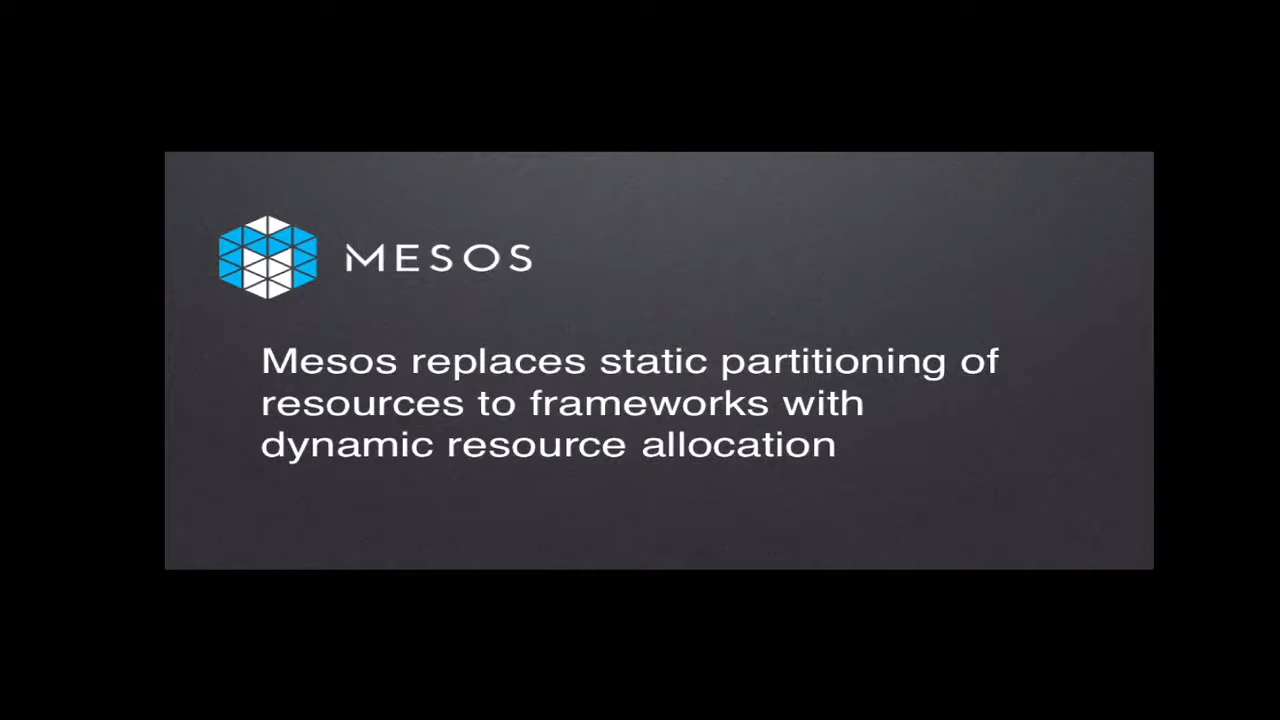 MESOS
Mesos replaces static partitioning of
resources to frameworks with
dynamic resource allocation